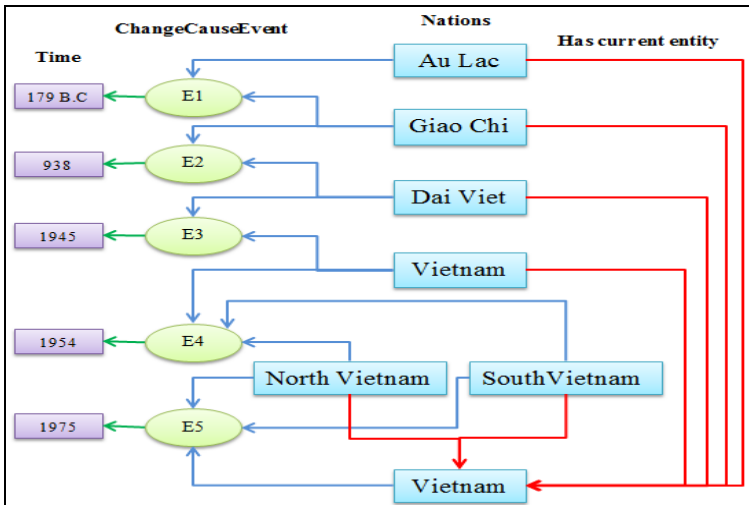 ChangeCauseEvent
Nations
Time
Has current entity
Au Lac
179 B.C
E1
Giao Chi
938
E2
Dai Viet
1945
E3
Vietnam
1954
E4
North Vietnam
SouthVietnam
1975
E5
Vietnam